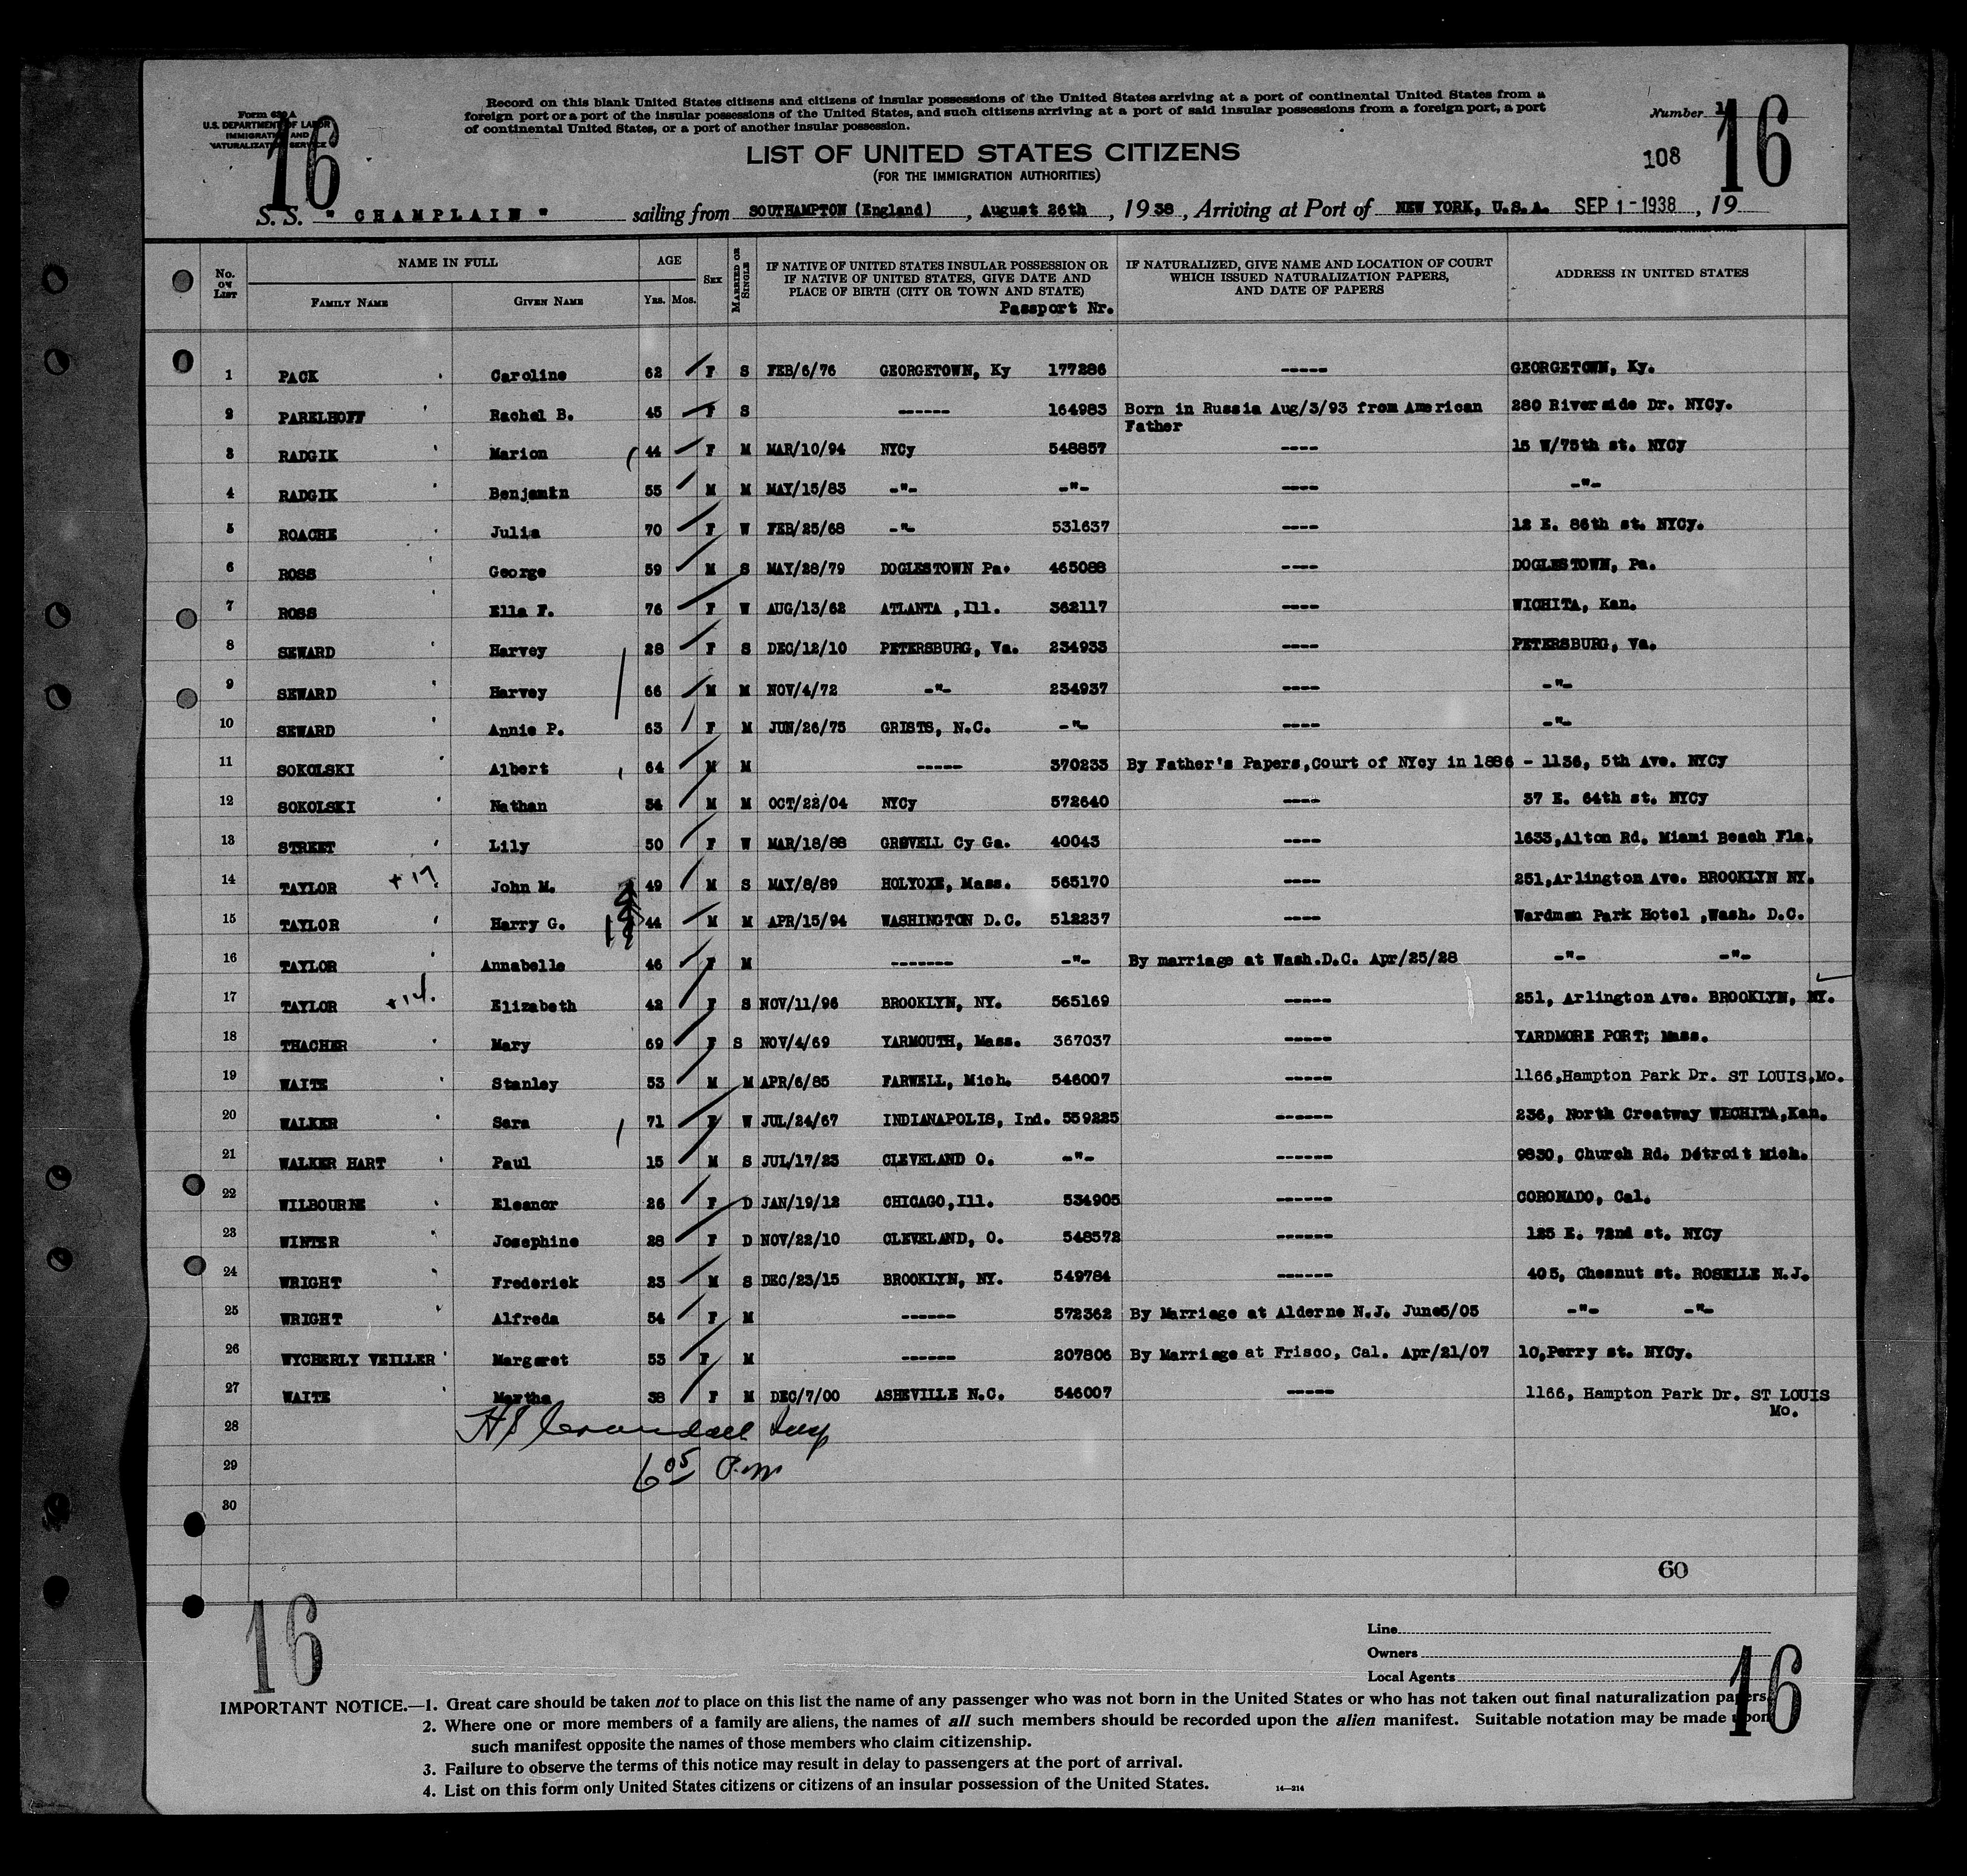 Form 630 A
U.S. DEPARTMENT OF LABOR
IMMIGRATION AND
NATURALIZATION SERVICE
16
Record on this blank United States citizens and citizens of insular possessions of the United States arriving at a port of continental United States from a
foreign port or a port of the insular possessions of the United States, and such citizens arriving at a port of said insular possessions from a foreign port, a port
of continental United States, or a port of another insular possession.
Number 16
LIST OF UNITED STATES CITIZENS
(FOR THE IMMIGRATION AUTHORITIES)
108
S. S. "CHAMPLAIN" sailing from SOUTHAMPTON (England), August 26th, 1938, Arriving at Port of NEW YORK, U.S.A. SEP 1-1938, 19
No. on List NAME IN FULL AGE Sex Married or Single IF NATIVE OF UNITED STATES INSULAR POSSESSION OR IF NATIVE OF UNITED STATES, GIVE DATE AND PLACE OF BIRTH (CITY OR TOWN AND STATE) IF NATURALIZED, GIVE NAME AND LOCATION OF COURT WHICH ISSUED NATURALIZATION PAPERS, AND DATE OF PAPERS ADDRESS IN UNITED STATES
Family Name Given Name Yrs. Mos. Passport Nr.
1 PACK Caroline 62 F S FEB/6/76 GEORGETOWN, Ky 177286 ----- GEORGETOWN, Ky.
2 PARELHOFF Rachel B. 45 F S ------ 164983 Born in Russia Aug/3/93 from American 280 Riverside Dr. NYCy.
Father
3 RADGIK Marion 44 F M MAR/10/94 NYCy 548857 ---- 15 W/75th st. NYCy
4 RADGIK Benjamin 55 M M MAY/15/83 -"- -"- ---- -"-
5 ROACHE Julia 70 F W FEB/25/68 -"- 531637 ---- 12 E. 86th st. NYCy.
6 ROSS George 59 M S MAY/28/79 DOGLESTOWN Pa. 465088 ---- DOGLESTOWN, Pa.
7 ROSS Ella F. 76 F W AUG/13/62 ATLANTA ,Ill. 362117 ---- WICHITA, Kan.
8 SEWARD Harvey 28 F S DEC/12/10 PETERSBURG, Va. 234933 ---- PETERSBURG, Va.
9 SEWARD Harvey 66 M M NOV/4/72 -"- 234937 ---- -"-
10 SEWARD Annie P. 63 F M JUN/26/75 GRISTS, N.C. -"- ---- -"-
11 SOKOLSKI Albert 64 M M ----- 370233 By Father's Papers,Court of NYcy in 1886 - 1136, 5th Ave. NYCy
12 SOKOLSKI Nathan 34 M M OCT/22/04 NYCy 572640 ---- 37 E. 64th st. NYCy
13 STREET Lily 50 F W MAR/18/88 GROVELL Cy Ga. 40043 ---- 1633,Alton Rd. Miami Beach Fla.
14 TAYLOR +17. John M. 49 M S MAY/8/89 HOLYOKE, Mass. 565170 ---- 251,Arlington Ave. BROOKLYN NY.
15 TAYLOR Harry G. 44 M M APR/15/94 WASHINGTON D.C. 512237 ---- Wardman Park Hotel ,Wash. D.C.
16 TAYLOR Annabelle 46 F M ------- -"- By marriage at Wash.D.C. Apr/25/28 -"- -"-
17 TAYLOR +14. Elizabeth 42 F S NOV/11/96 BROOKLYN, NY. 565169 ----- 251, Arlington Ave. BROOKLYN, NY.
18 THACHER Mary 69 F S NOV/4/69 YARMOUTH, Mass. 367037 ----- YARDMORE PORT; Mass.
19 WAITE Stanley 53 M M APR/6/85 FARWELL, Mich. 546007 ----- 1166,Hampton Park Dr. ST LOUIS,Mo.
20 WALKER Sara 71 F W JUL/24/67 INDIANAPOLIS, Ind. 559225 ------ 236, North Creatway WECHITA,Kan.
21 WALKER HART Paul 15 M S JUL/17/23 CLEVELAND O. -"- ------ 9830, Church Rd. Détroit Mich.
22 WILBOURNE Eleanor 26 F D JAN/19/12 CHICAGO,Ill. 534905 ------ CORONADO, Cal.
23 WINTER Josephine 28 F D NOV/22/10 CLEVELAND, O. 548572 ------ 125 E. 72nd st. NYCy
24 WRIGHT Frederick 23 M S DEC/23/15 BROOKLYN, NY. 549784 ------ 405, Chesnut st. ROSELLE N.J.
25 WRIGHT Alfreda 54 F M ------ 572362 By Marriage at Alderne N.J. June5/05 -"- -"-
26 WYCHERLY VEILLER Margaret 53 F M ------ 207806 By Marriage at Frisco, Cal. Apr/21/07 10,Perry st. NYCy.
27 WAITE Martha 38 F M DEC/7/00 ASHEVILLE N.C. 546007 ----- 1166, Hampton Park Dr. ST LOUIS
Mo.
28 Insp
29 6 05 P.m
30
60
16
Line
Owners
Local Agents
16
IMPORTANT NOTICE.—1. Great care should be taken not to place on this list the name of any passenger who was not born in the United States or who has not taken out final naturalization papers.
2. Where one or more members of a family are aliens, the names of all such members should be recorded upon the alien manifest. Suitable notation may be made upon
such manifest opposite the names of those members who claim citizenship.
3. Failure to observe the terms of this notice may result in delay to passengers at the port of arrival.
4. List on this form only United States citizens or citizens of an insular possession of the United States. 14—214